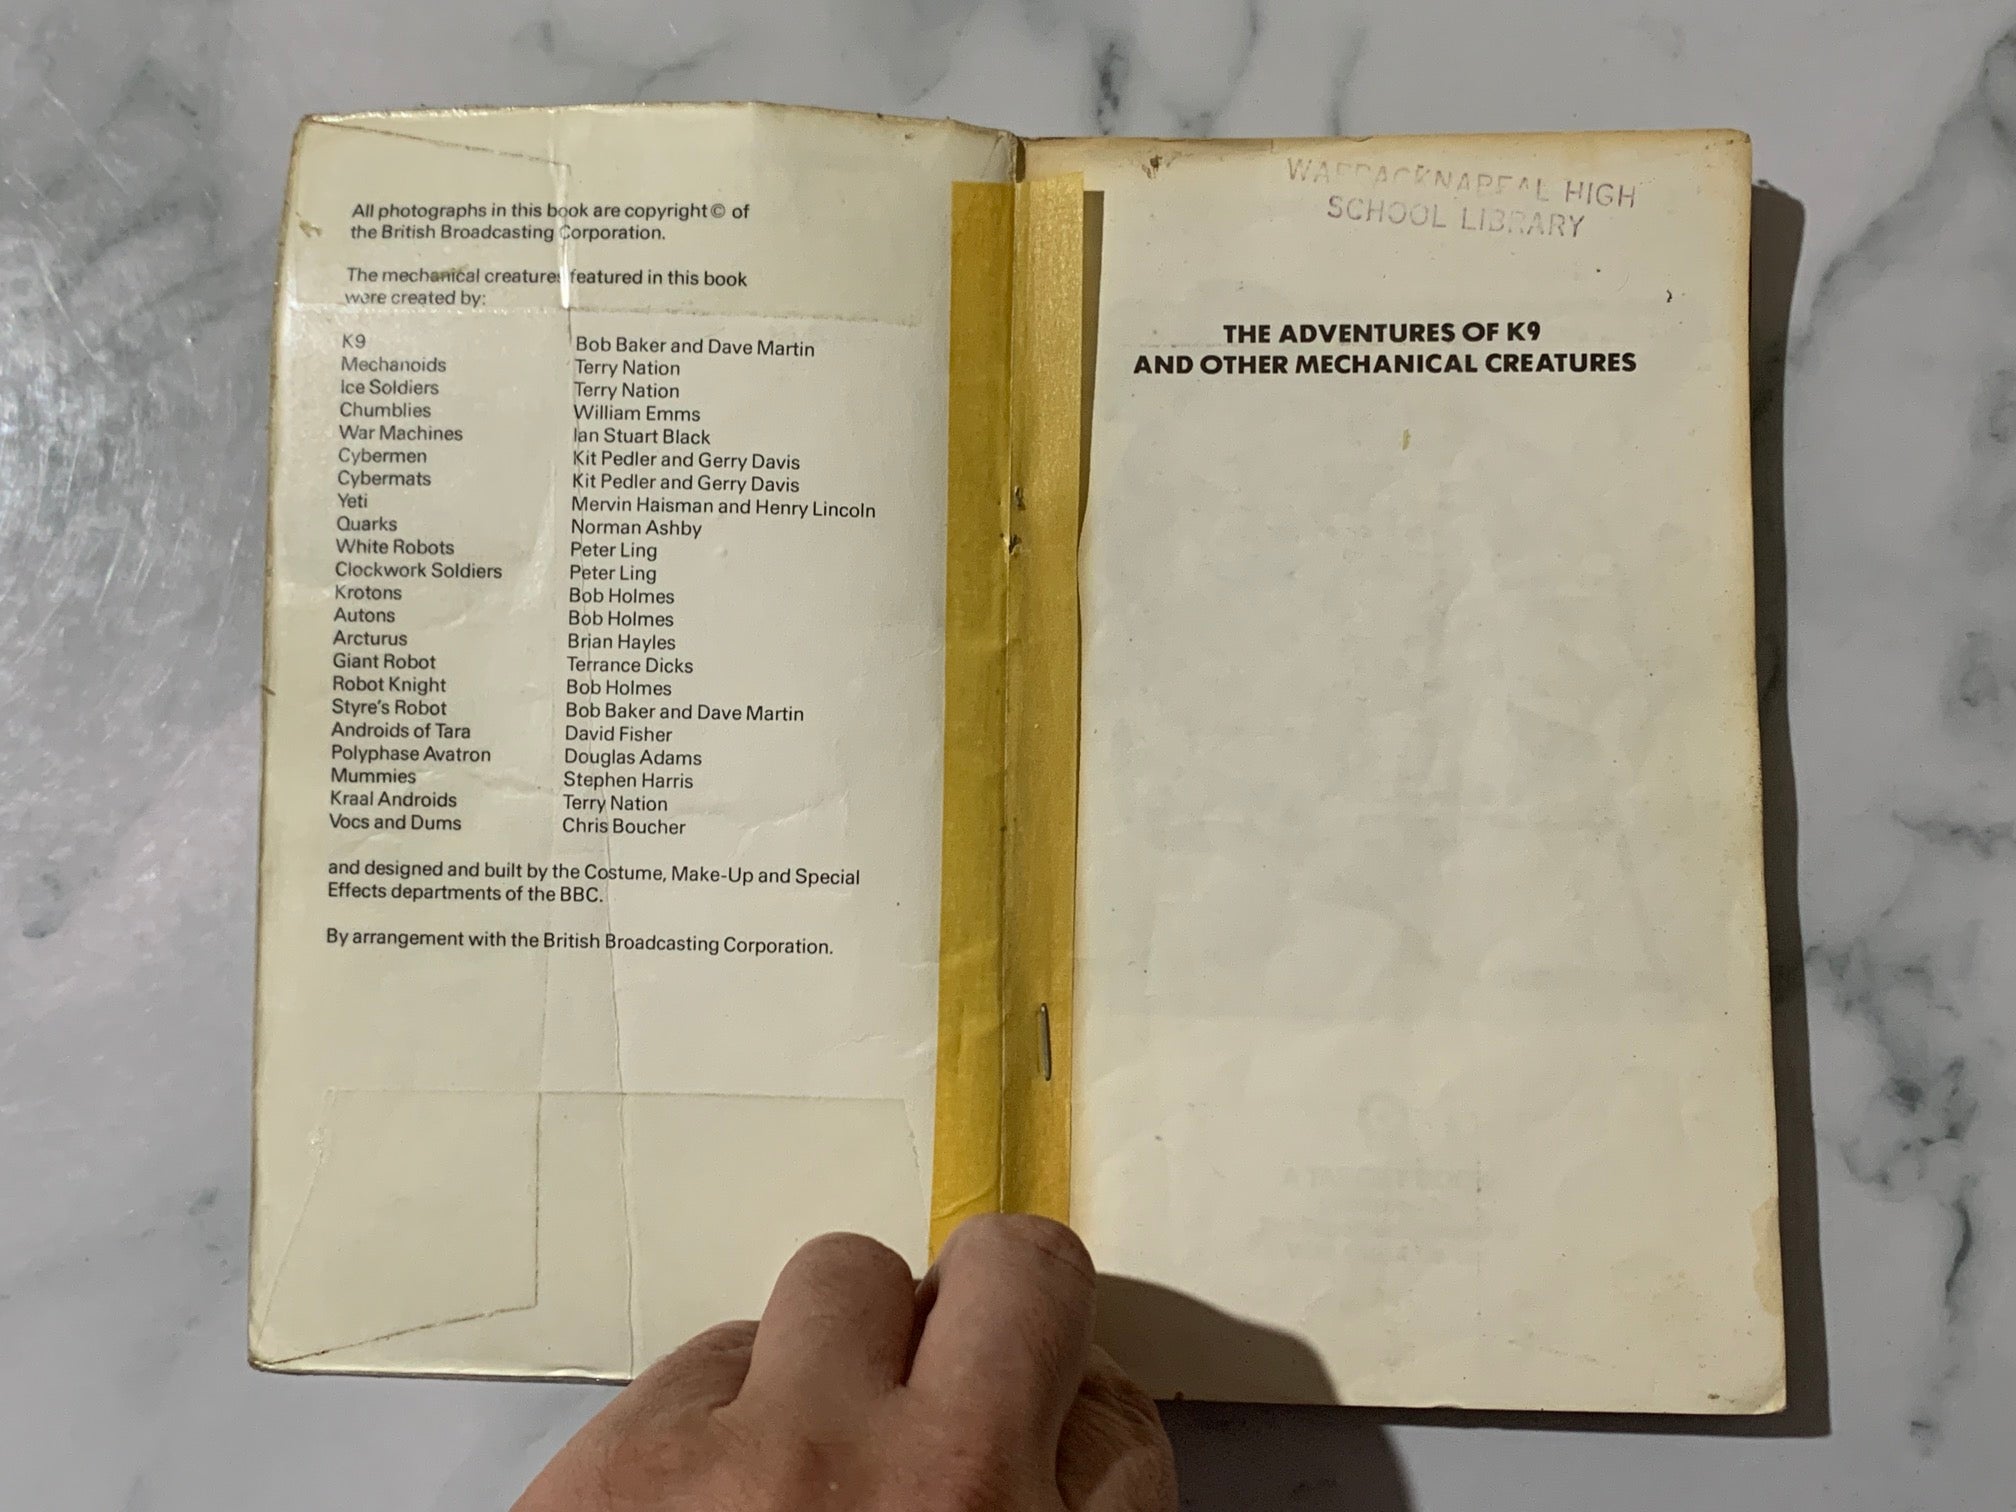 All photographs in this book are copyright © of
the British Broadcasting Corporation.
The mechanical creatures featured in this book
were created by:
K9 Bob Baker and Dave Martin
Mechanoids Terry Nation
Ice Soldiers Terry Nation
Chumblies William Emms
War Machines Ian Stuart Black
Cybermen Kit Pedler and Gerry Davis
Cybermats Kit Pedler and Gerry Davis
Yeti Mervin Haisman and Henry Lincoln
Quarks Norman Ashby
White Robots Peter Ling
Clockwork Soldiers Peter Ling
Krotons Bob Holmes
Autons Bob Holmes
Arcturus Brian Hayles
Giant Robot Terrance Dicks
Robot Knight Bob Holmes
Styre's Robot Bob Baker and Dave Martin
Androids of Tara David Fisher
Polyphase Avatron Douglas Adams
Mummies Stephen Harris
Kraal Androids Terry Nation
Vocs and Dums Chris Boucher
and designed and built by the Costume, Make-Up and Special
Effects departments of the BBC.
By arrangement with the British Broadcasting Corporation.
WARRACKNABEAL HIGH
SCHOOL LIBRARY
THE ADVENTURES OF K9
AND OTHER MECHANICAL CREATURES